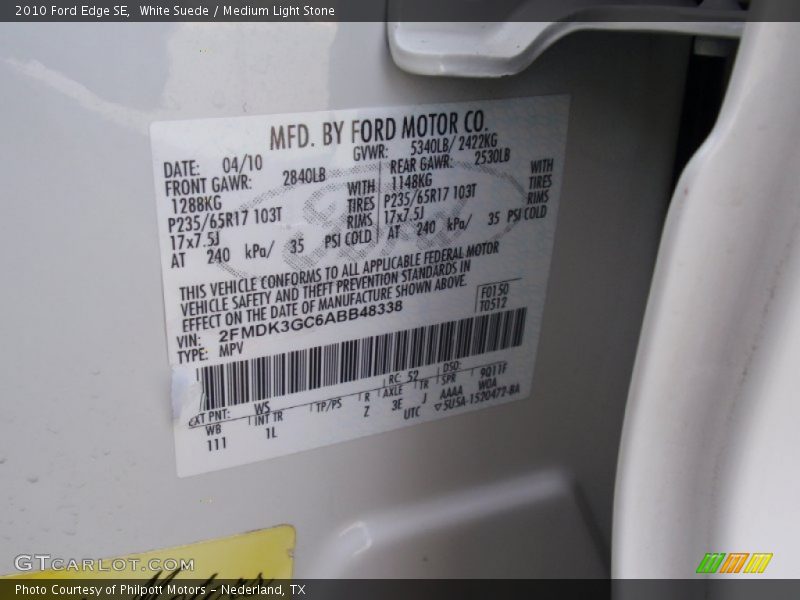 2010 Ford Edge SE,  White Suede / Medium Light Stone
MFD. BY FORD MOTOR CO.
DATE: 04/10 GVWR: 5340LB/ 2422KG
FRONT GAWR: 2840LB REAR GAWR: 2530LB
1288KG WITH 1148KG WITH
P235/65R17 103T TIRES P235/65R17 103T TIRES
17x7.5J RIMS 17x7.5J RIMS
AT 240 kPa/ 35 PSI COLD AT 240 kPa/ 35 PSI COLD
THIS VEHICLE CONFORMS TO ALL APPLICABLE FEDERAL MOTOR
VEHICLE SAFETY AND THEFT PREVENTION STANDARDS IN
EFFECT ON THE DATE OF MANUFACTURE SHOWN ABOVE.
VIN: 2FMDK3GC6ABB48338 F0150
TYPE: MPV T0512
EXT PNT: WS RC: 52 DSO: 9011F
WB INT TR TP/PS R AXLE TR SPR WOA
111 1L Z 3E J AAAA
UTC ▽5U5A-1520472-BA
Ford
GTCarLot.com
Photo Courtesy of Philpott Motors – Nederland, TX